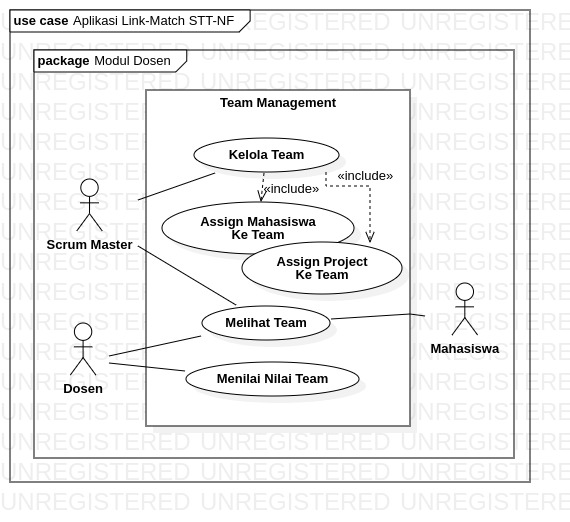 use case Aplikasi Link-Match STT-NF
package Modul Dosen
Team Management
Kelola Team
«include»
«include»
Assign Mahasiswa
Ke Team
Scrum Master
Assign Project
Ke Team
Melihat Team
Mahasiswa
Dosen
Menilai Nilai Team
UNREGISTERED UNREGISTERED UNREGISTERED